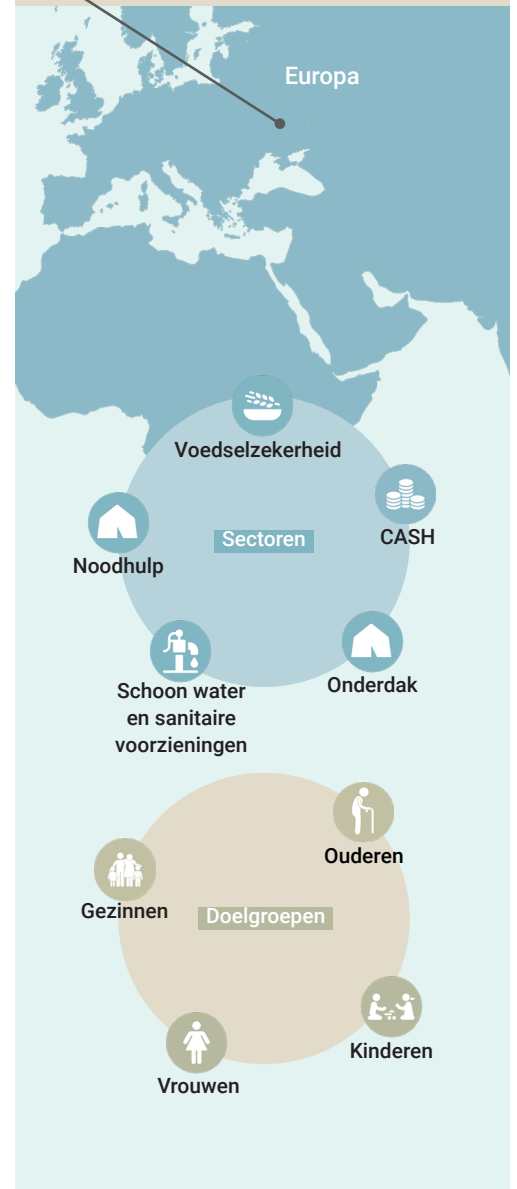 Europa
Voedselzekerheid
CASH
Sectoren
Noodhulp
Onderdak
Schoon water
en sanitaire
voorzieningen
Ouderen
Gezinnen
Doelgroepen
Kinderen
Vrouwen